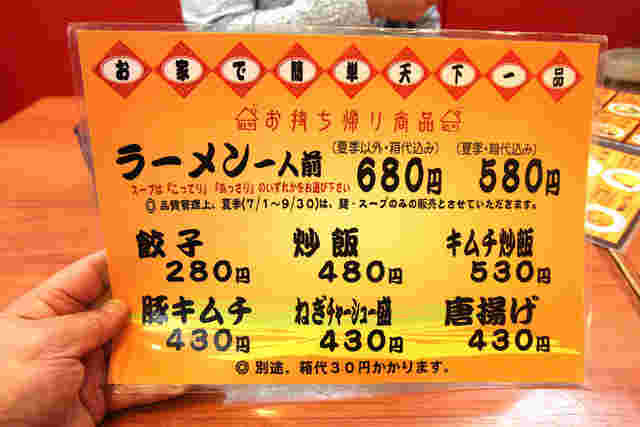 お家で簡単天下一品
お持ち帰り商品
ラーメン一人前 (夏季以外・箱代込み) 680円 (夏季・箱代込み) 580円
スープは「こってり」「あっさり」のいずれかをお選び下さい
◎ 品質管理上、夏季(7/1～9/30)は、麺・スープのみの販売とさせていただきます。
餃子 炒飯 キムチ炒飯
280円 480円 530円
豚キムチ ねぎチャーシュー盛 唐揚げ
430円 430円 430円
◎ 別途，箱代30円かかります。